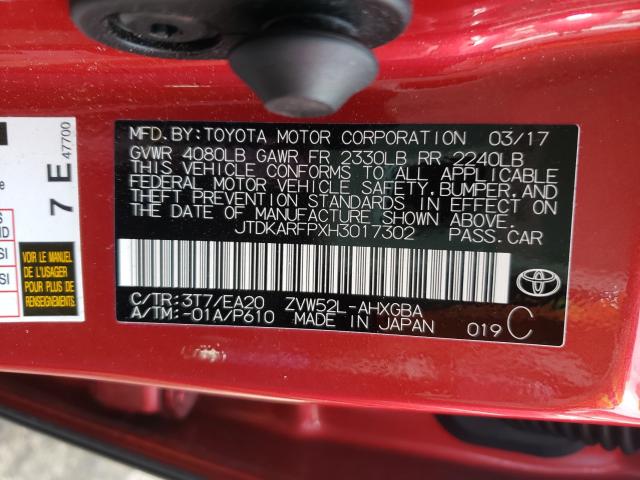 MFD. BY: TOYOTA MOTOR CORPORATION 03/17
GVWR 4080LB GAWR FR 2330LB RR 2240LB
THIS VEHICLE CONFORMS TO ALL APPLICABLE
FEDERAL MOTOR VEHICLE SAFETY, BUMPER, AND
THEFT PREVENTION STANDARDS IN EFFECT ON
THE DATE OF MANUFACTURE SHOWN ABOVE.
JTDKARFPXH3017302 PASS. CAR
C/TR: 3T7/EA20 ZVW52L-AHXGBA
A/TM: -01A/P610 MADE IN JAPAN 019 C
TOYOTA
7 E 47700
VOIR MANUEL
DE L'USAGER
POUR PLUS DE